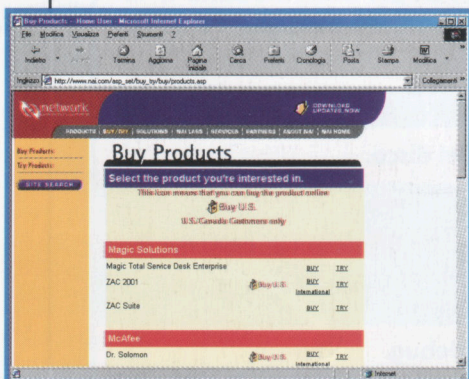 Buy Products - Home Users - Microsoft Internet Explorer
File Modifica Visualizza Preferiti Strumenti ?
Indietro Termina Aggiorna Pagina iniziale Cerca Preferiti Cronologia Posta Stampa Modifica
Indirizzo http://www.nai.com/asp_set/buy_try/buy/products.asp Collegamenti
network
DOWNLOAD
UPDATES NOW
PRODUCTS BUY/TRY SOLUTIONS NAI LABS SERVICES PARTNERS ABOUT NAI NAI HOME
Buy Products
Try Products
SITE SEARCH
Buy Products
Select the product you're interested in.
This icon means that you can buy the product online
Buy U.S.
U.S./Canada Customers only
Magic Solutions
Magic Total Service Desk Enterprise BUY TRY
ZAC 2001 Buy U.S. BUY TRY
International
ZAC Suite BUY TRY
McAfee
Dr. Solomon Buy U.S. BUY TRY
International
Internet